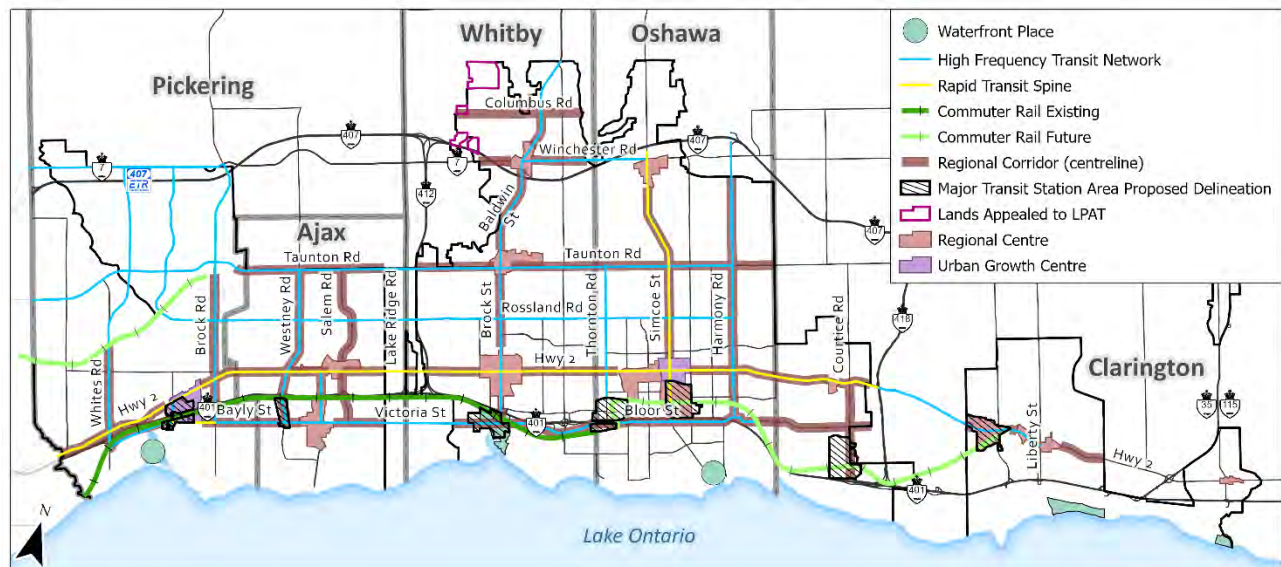 Whitby
Oshawa
Pickering
Ajax
Clarington
Columbus Rd
Winchester Rd
Baldwin
St
Taunton Rd
Taunton Rd
Rossland Rd
Brock Rd
Westney Rd
Salem Rd
Lake Ridge Rd
Brock St
Thornton Rd
Simcoe St
Harmony Rd
Courtice Rd
Whites Rd
Hwy 2
Hwy 2
Bayly St
Victoria St
Bloor St
Liberty St
Hwy 2
407
7
407
ETR
407
7
412
407
407
418
401
401
401
35
115
N
Lake Ontario
Waterfront Place
High Frequency Transit Network
Rapid Transit Spine
Commuter Rail Existing
Commuter Rail Future
Regional Corridor (centreline)
Major Transit Station Area Proposed Delineation
Lands Appealed to LPAT
Regional Centre
Urban Growth Centre